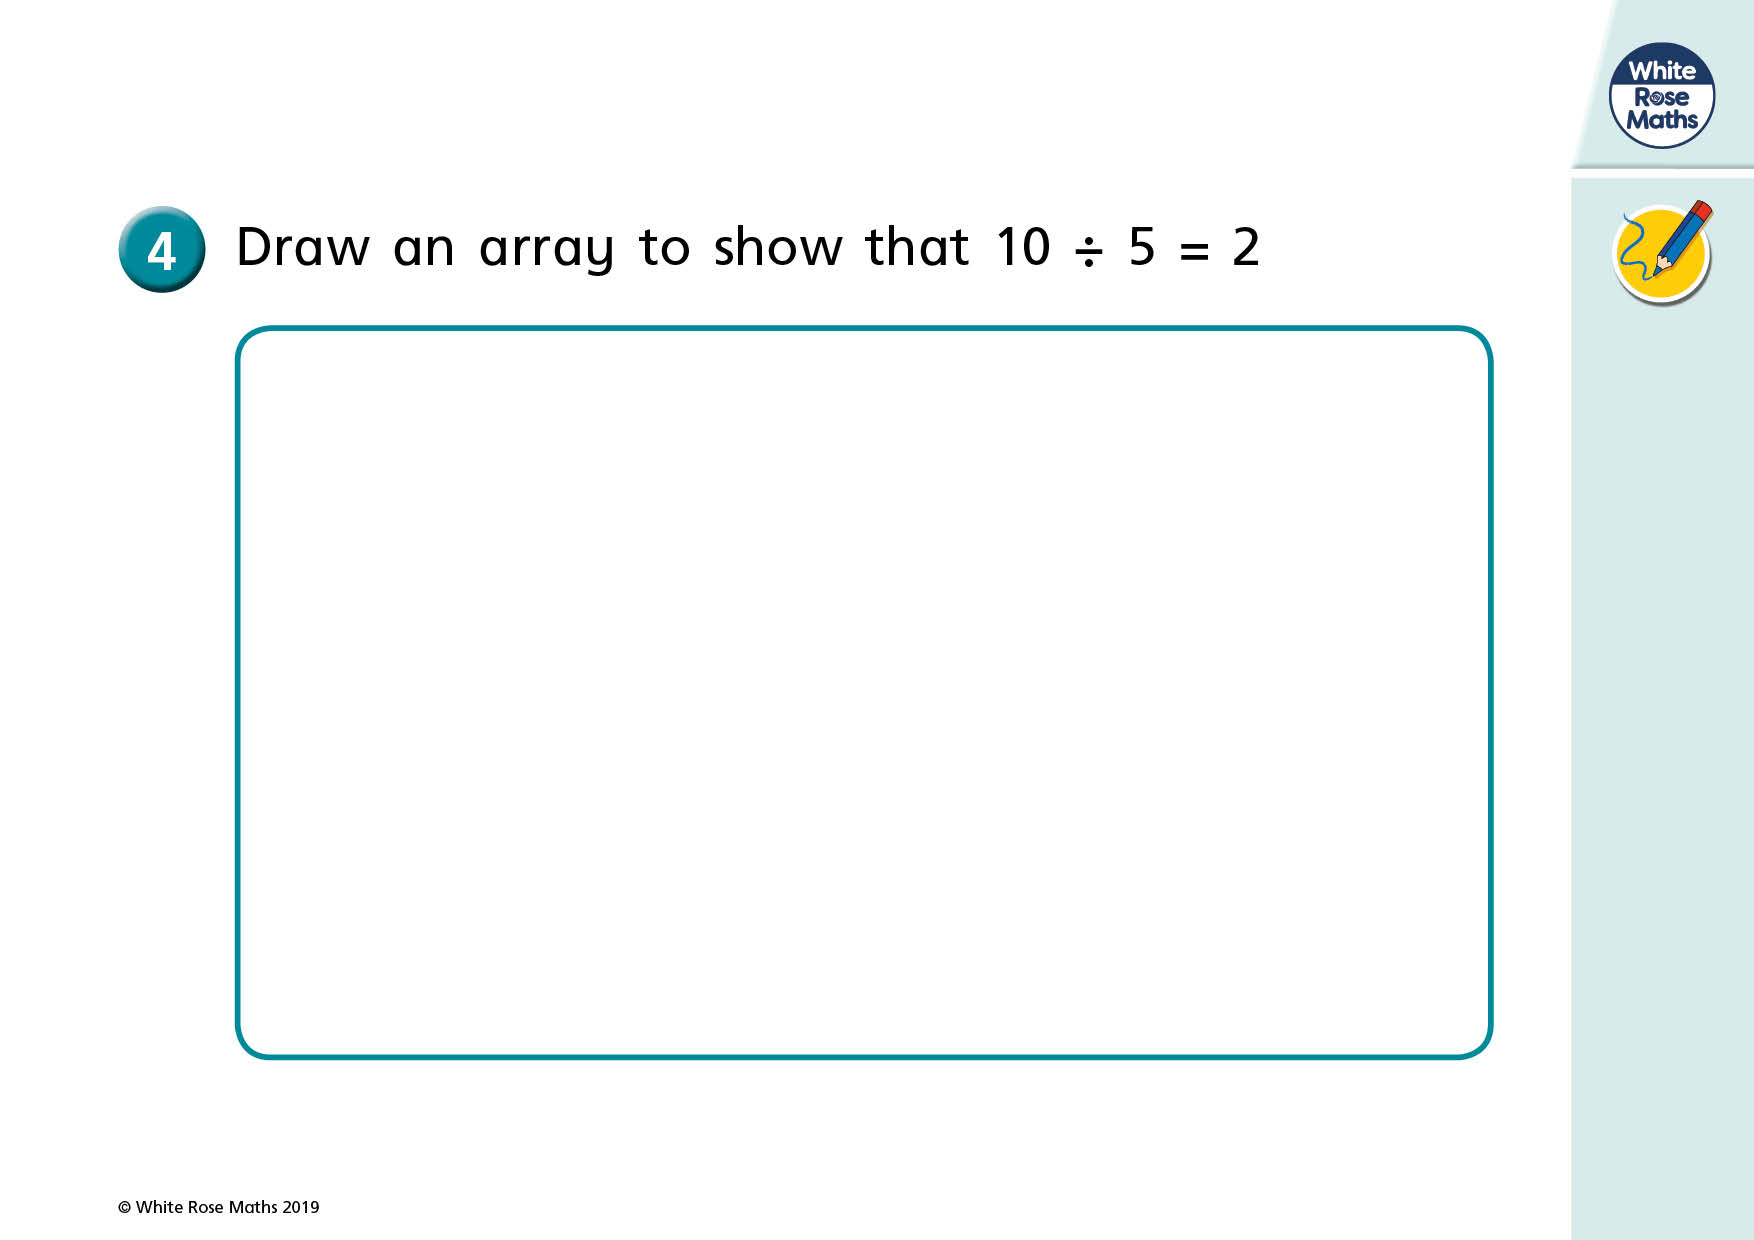 White
Rose
Maths
4 Draw an array to show that 10 ÷ 5 = 2
© White Rose Maths 2019